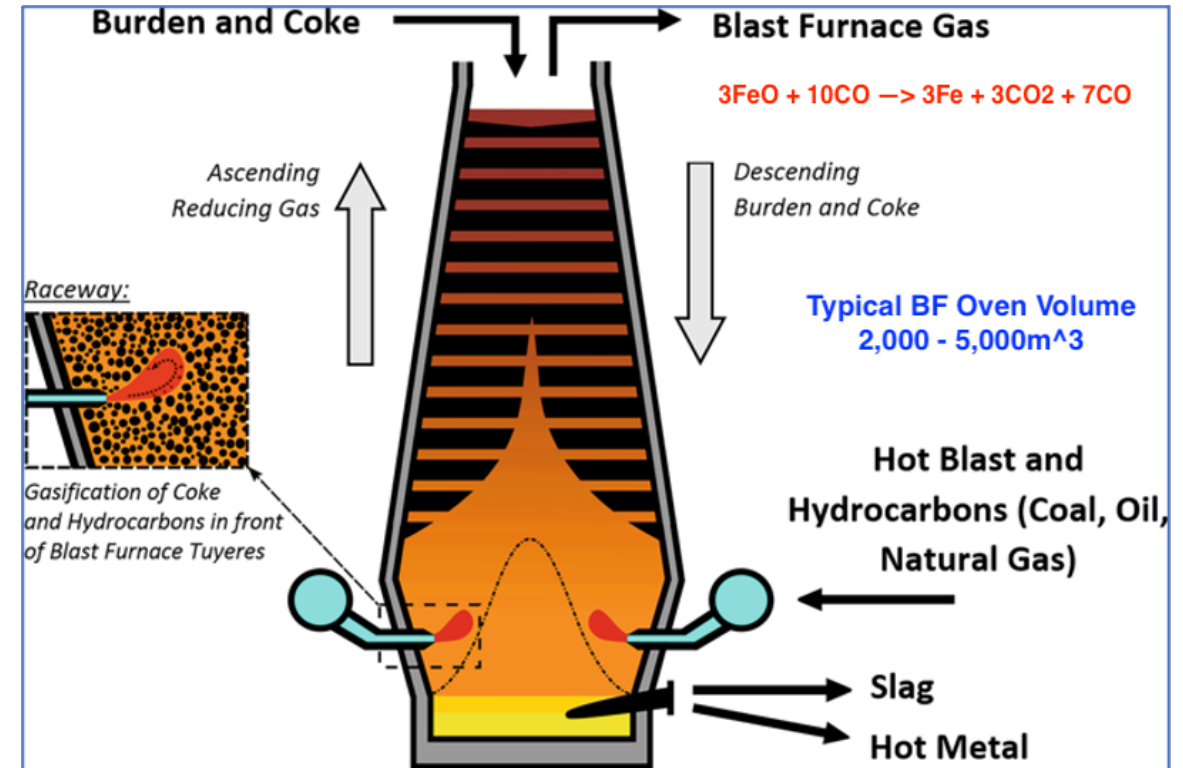 Burden and Coke
Blast Furnace Gas
3FeO + 10CO —> 3Fe + 3CO2 + 7CO
Ascending
Reducing Gas
Descending
Burden and Coke
Raceway:
Typical BF Oven Volume
2,000 - 5,000m^3
Gasification of Coke
and Hydrocarbons in front
of Blast Furnace Tuyeres
Hot Blast and
Hydrocarbons (Coal, Oil,
Natural Gas)
Slag
Hot Metal